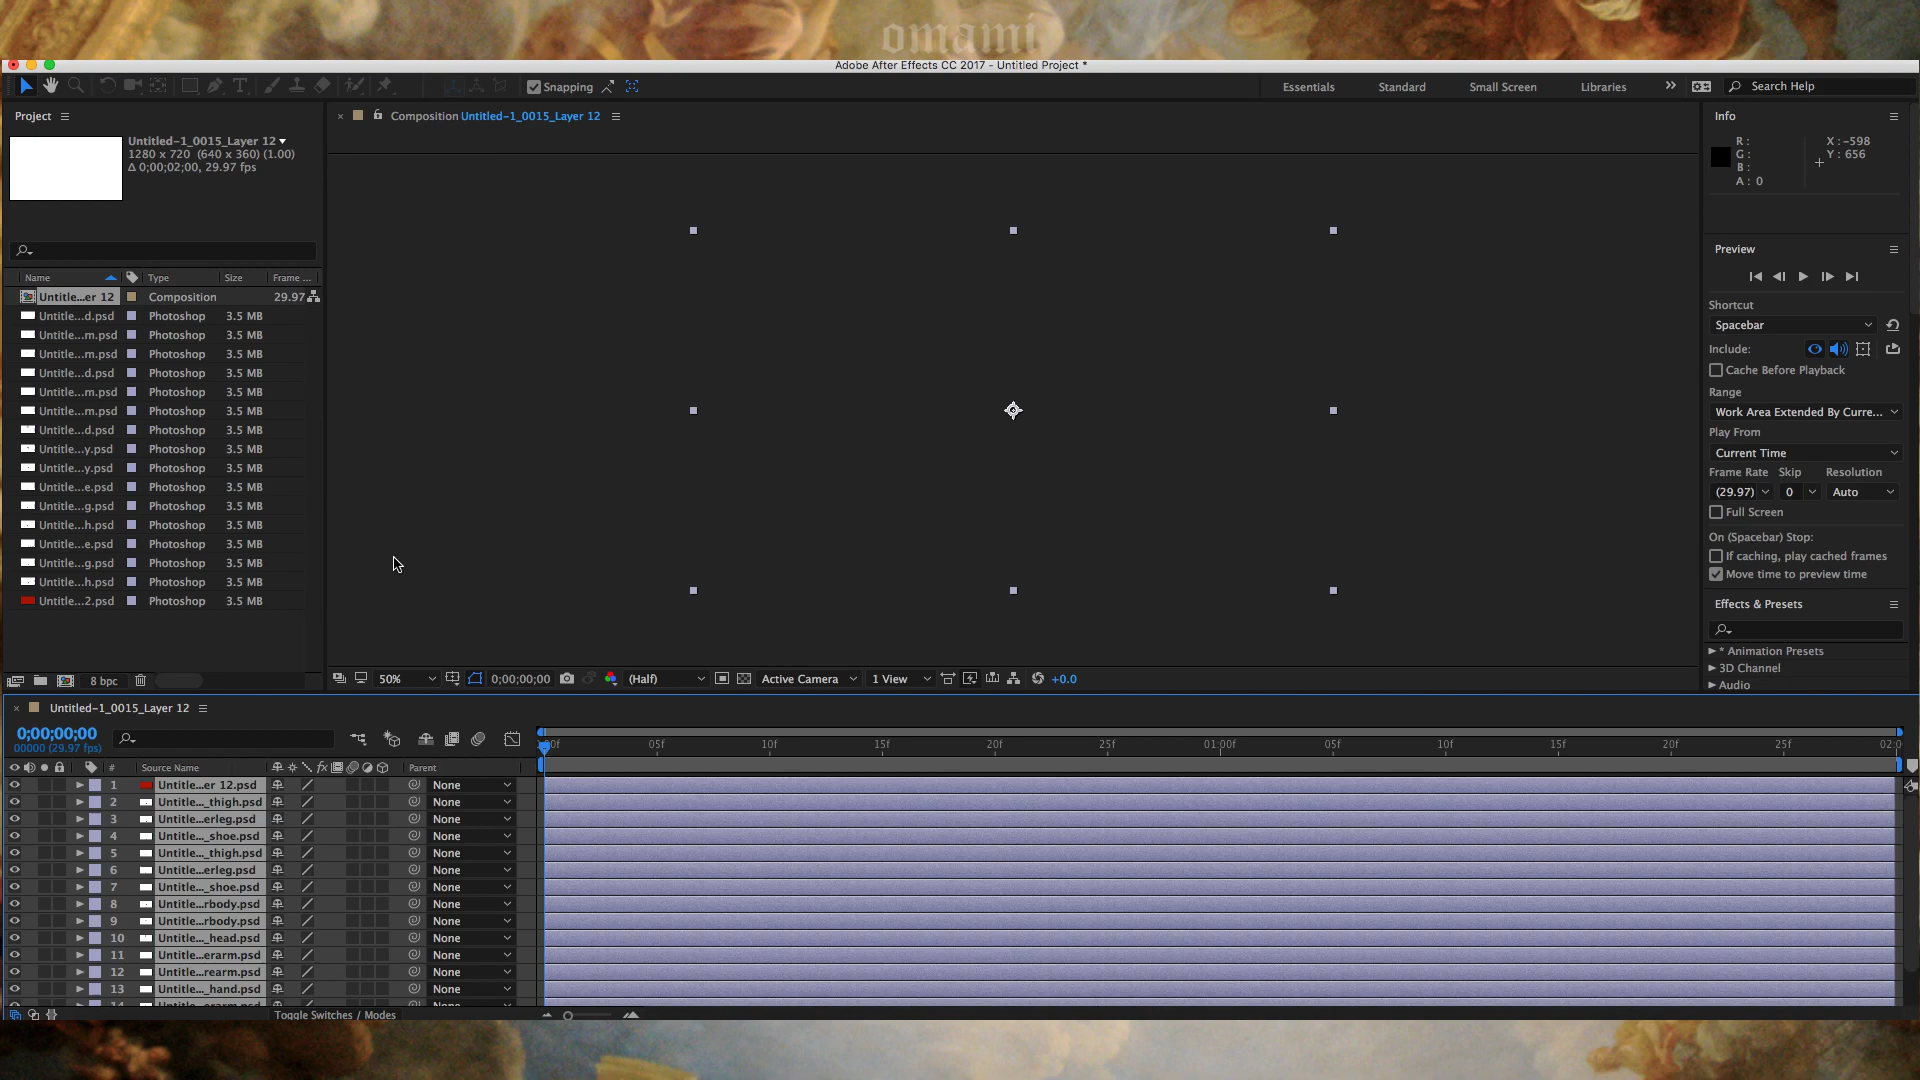 omami
Adobe After Effects CC 2017 - Untitled Project *
Snapping
Essentials
Standard
Small Screen
Libraries
Search Help
Project
Untitled-1_0015_Layer 12
1280 x 720 (640 x 360) (1.00)
Δ 0;00;02;00, 29.97 fps
Name Type Size Frame ...
Untitle...er 12 Composition 29.97
Untitle...d.psd Photoshop 3.5 MB
Untitle...m.psd Photoshop 3.5 MB
Untitle...m.psd Photoshop 3.5 MB
Untitle...d.psd Photoshop 3.5 MB
Untitle...m.psd Photoshop 3.5 MB
Untitle...m.psd Photoshop 3.5 MB
Untitle...d.psd Photoshop 3.5 MB
Untitle...y.psd Photoshop 3.5 MB
Untitle...y.psd Photoshop 3.5 MB
Untitle...e.psd Photoshop 3.5 MB
Untitle...g.psd Photoshop 3.5 MB
Untitle...h.psd Photoshop 3.5 MB
Untitle...e.psd Photoshop 3.5 MB
Untitle...g.psd Photoshop 3.5 MB
Untitle...h.psd Photoshop 3.5 MB
Untitle...2.psd Photoshop 3.5 MB
8 bpc
Composition Untitled-1_0015_Layer 12
50% 0;00;00;00 (Half) Active Camera 1 View +0.0
Info
R :
G :
B :
A : 0
X : -598
Y : 656
Preview
Shortcut
Spacebar
Include:
Cache Before Playback
Range
Work Area Extended By Curre...
Play From
Current Time
Frame Rate Skip Resolution
(29.97) 0 Auto
Full Screen
On (Spacebar) Stop:
If caching, play cached frames
Move time to preview time
Effects & Presets
* Animation Presets
3D Channel
Audio
Untitled-1_0015_Layer 12
0;00;00;00
00000 (29.97 fps)
:00f 05f 10f 15f 20f 25f 01:00f 05f 10f 15f 20f 25f 02:0
# Source Name fx Parent
1 Untitle...er 12.psd None
2 Untitle..._thigh.psd None
3 Untitle...erleg.psd None
4 Untitle..._shoe.psd None
5 Untitle..._thigh.psd None
6 Untitle...erleg.psd None
7 Untitle..._shoe.psd None
8 Untitle...rbody.psd None
9 Untitle...rbody.psd None
10 Untitle..._head.psd None
11 Untitle...erarm.psd None
12 Untitle...rearm.psd None
13 Untitle..._hand.psd None
14 Untitle...erarm.psd None
Toggle Switches / Modes